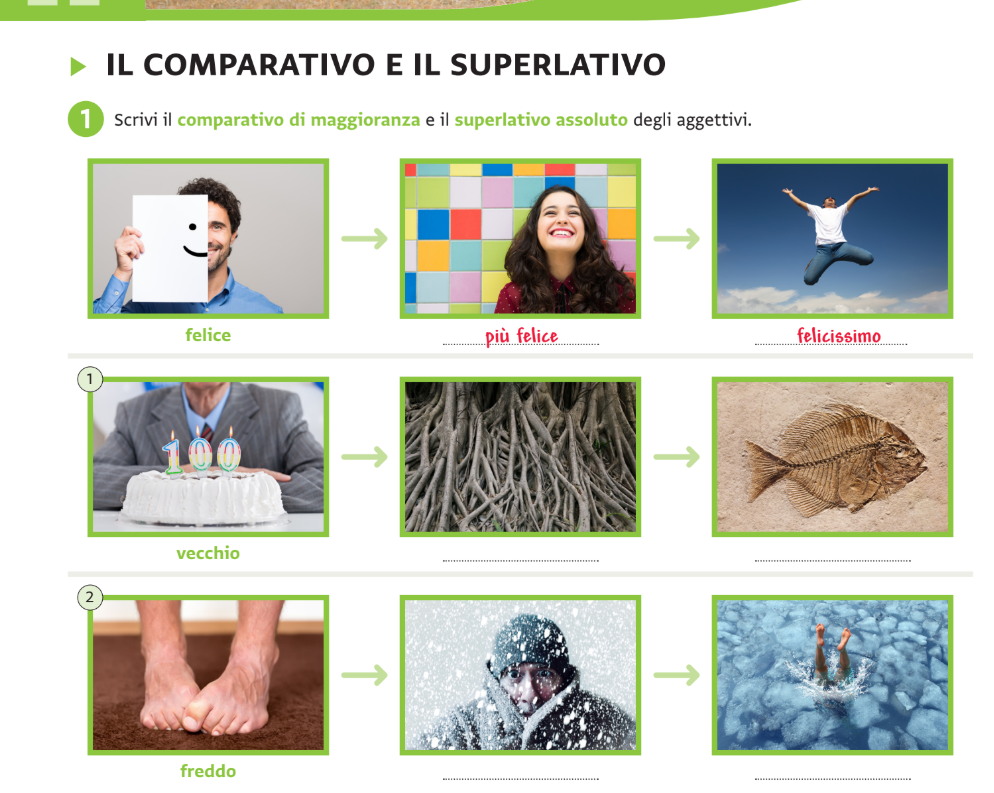 IL COMPARATIVO E IL SUPERLATIVO
1 Scrivi il comparativo di maggioranza e il superlativo assoluto degli aggettivi.
felice
più felice
felicissimo
1
100
vecchio
2
freddo